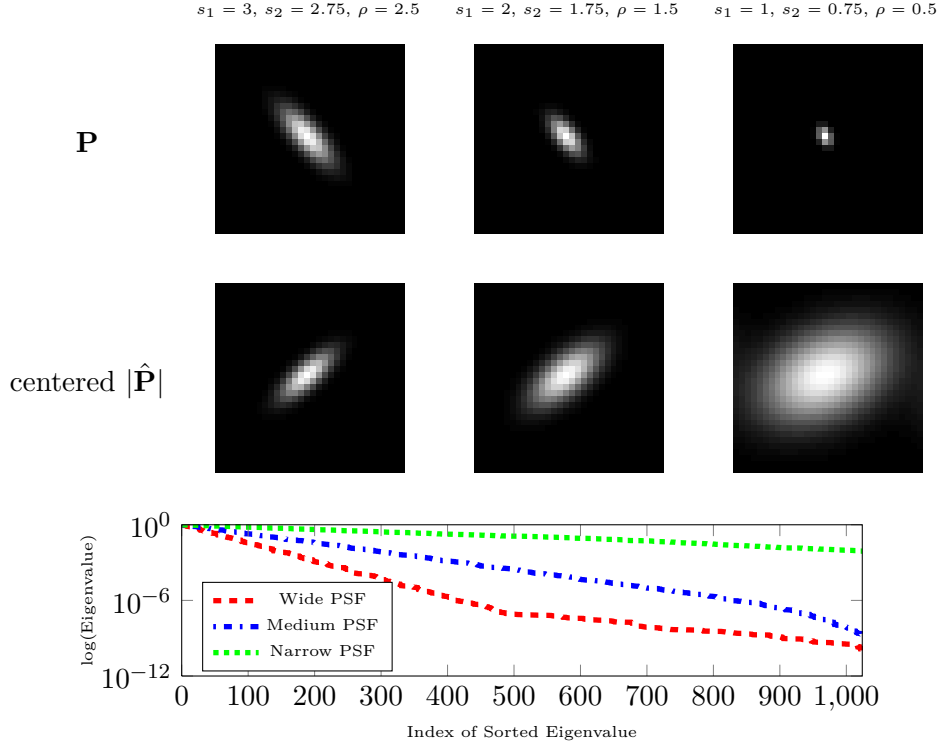 s₁ = 3, s₂ = 2.75, ρ = 2.5 s₁ = 2, s₂ = 1.75, ρ = 1.5 s₁ = 1, s₂ = 0.75, ρ = 0.5
P
centered |P̂|
10⁰
10⁻⁶
10⁻¹²
log(Eigenvalue)
Wide PSF
Medium PSF
Narrow PSF
0 100 200 300 400 500 600 700 800 900 1,000
Index of Sorted Eigenvalue